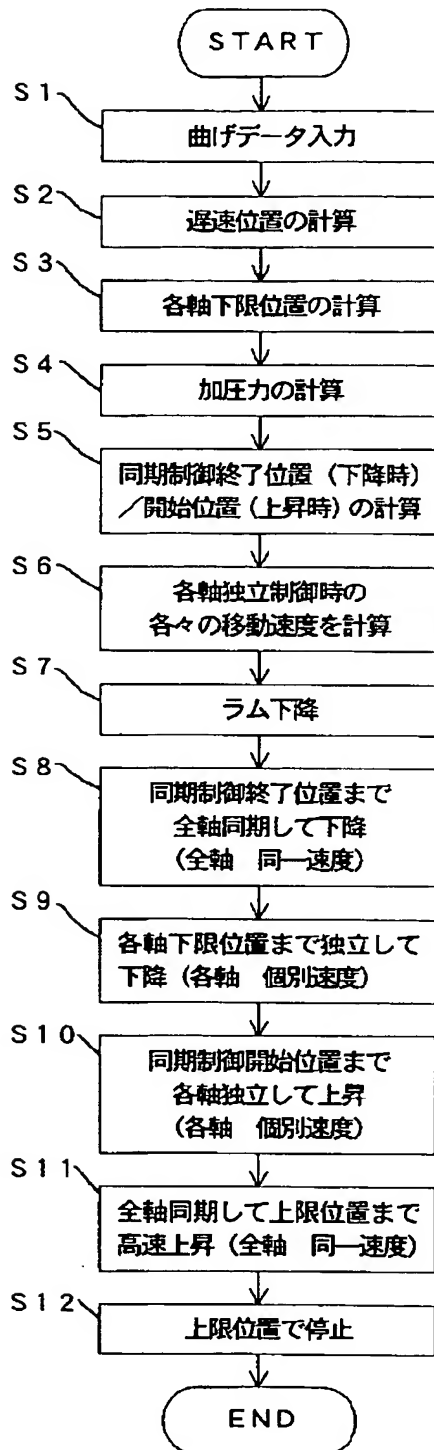 START
S1
曲げデータ入力
S2
遅速位置の計算
S3
各軸下限位置の計算
S4
加圧力の計算
S5
同期制御終了位置（下降時）
／開始位置（上昇時）の計算
S6
各軸独立制御時の
各々の移動速度を計算
S7
ラム下降
S8
同期制御終了位置まで
全軸同期して下降
（全軸　同一速度）
S9
各軸下限位置まで独立して
下降（各軸　個別速度）
S10
同期制御開始位置まで
各軸独立して上昇
（各軸　個別速度）
S11
全軸同期して上限位置まで
高速上昇（全軸　同一速度）
S12
上限位置で停止
END